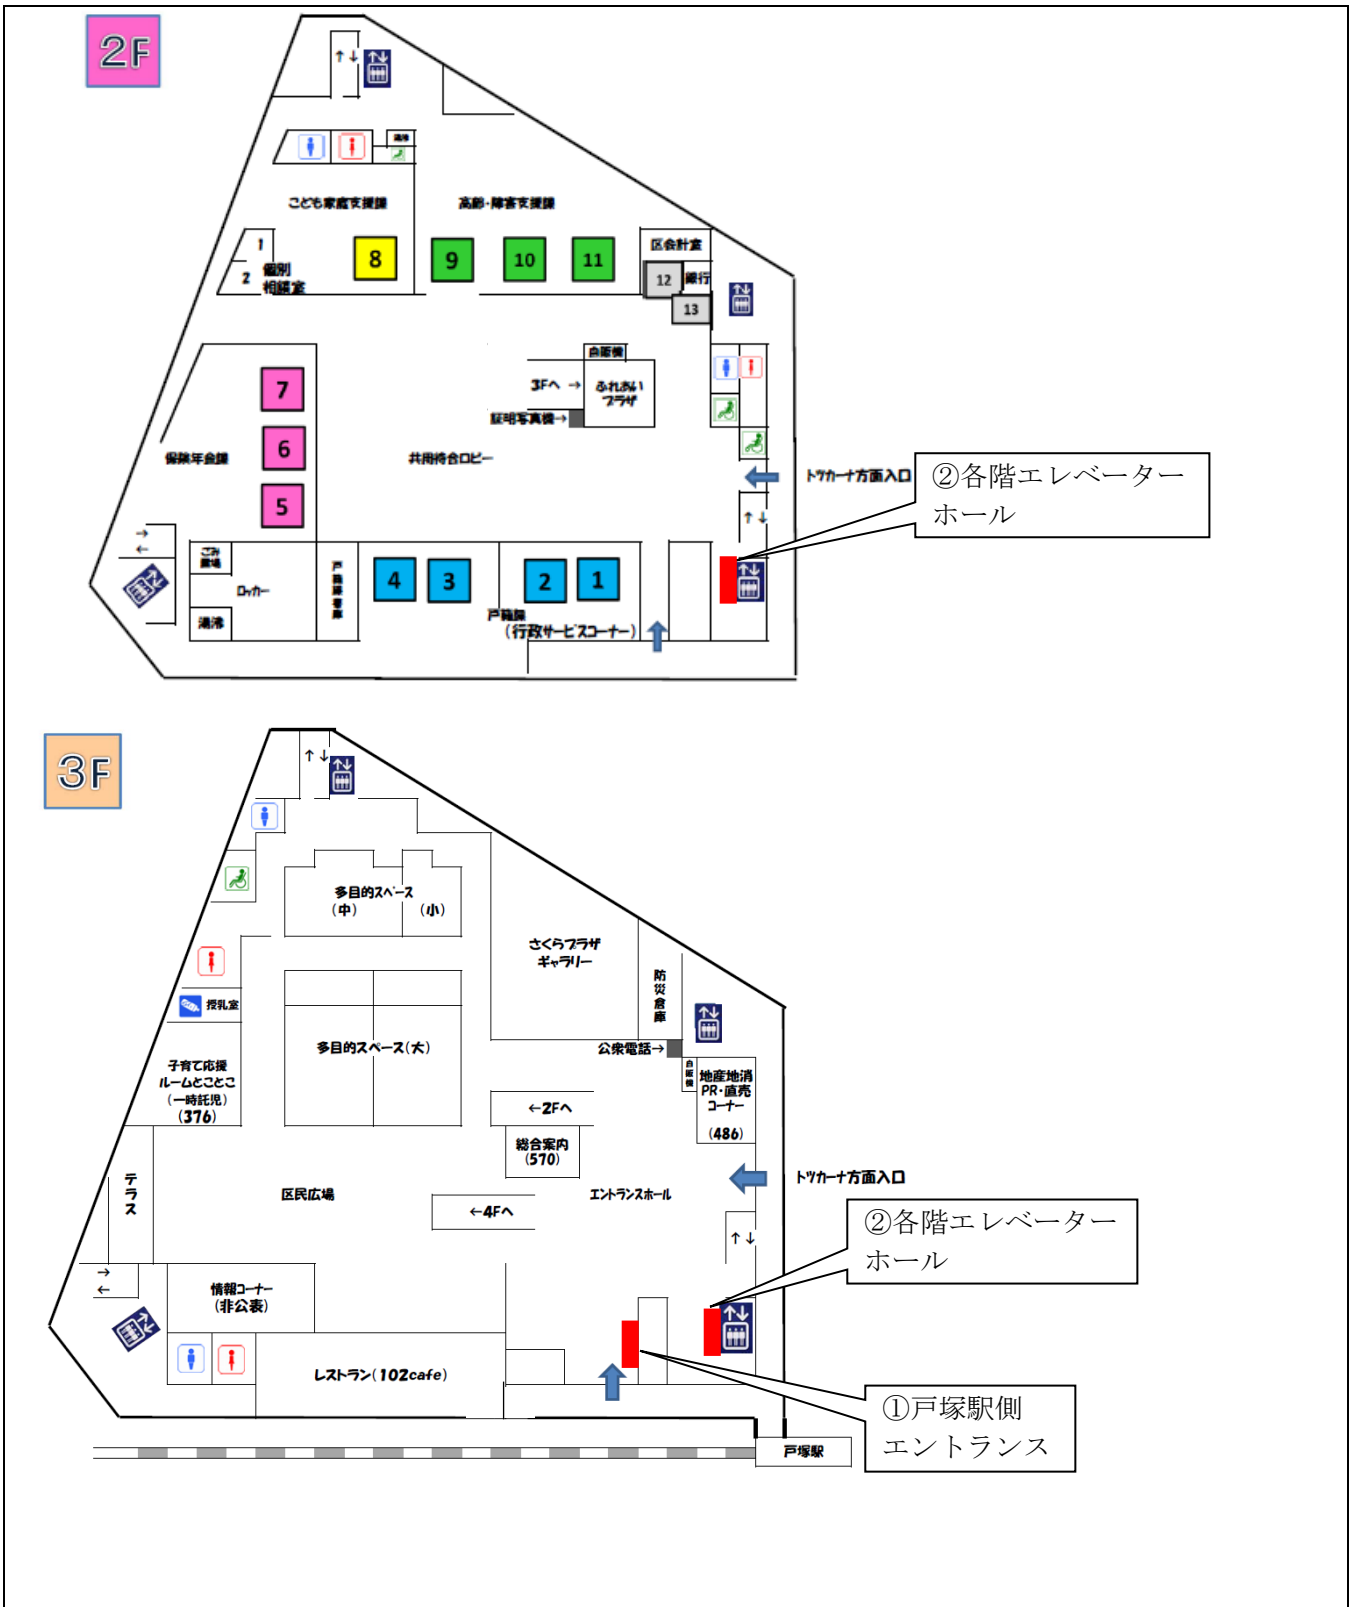 2F
↑↓
湯沸
こども家庭支援課
高齢・障害支援課
1
2 個別
相談室
8
9
10
11
区会計室
12
銀行
13
自販機
3Fへ →
ふれあい
プラザ
証明写真機→
7
6
5
保険年金課
共用待合ロビー
トツカーナ方面入口
②各階エレベーター
ホール
↑↓
→
←
ごみ
置場
ロッカー
湯沸
戸籍課書庫
4
3
2
1
戸籍課
(行政サービスコーナー)
3F
↑↓
多目的スペース
(中)
(小)
さくらプラザ
ギャラリー
防災倉庫
授乳室
多目的スペース(大)
公衆電話→
自販機
地産地消
PR・直売
コーナー
(486)
子育て応援
ルームとことこ
(一時託児)
(376)
←2Fへ
総合案内
(570)
テラス
区民広場
エントランスホール
←4Fへ
トツカーナ方面入口
②各階エレベーター
ホール
↑↓
→
←
情報コーナー
(非公表)
レストラン(102cafe)
①戸塚駅側
エントランス
戸塚駅